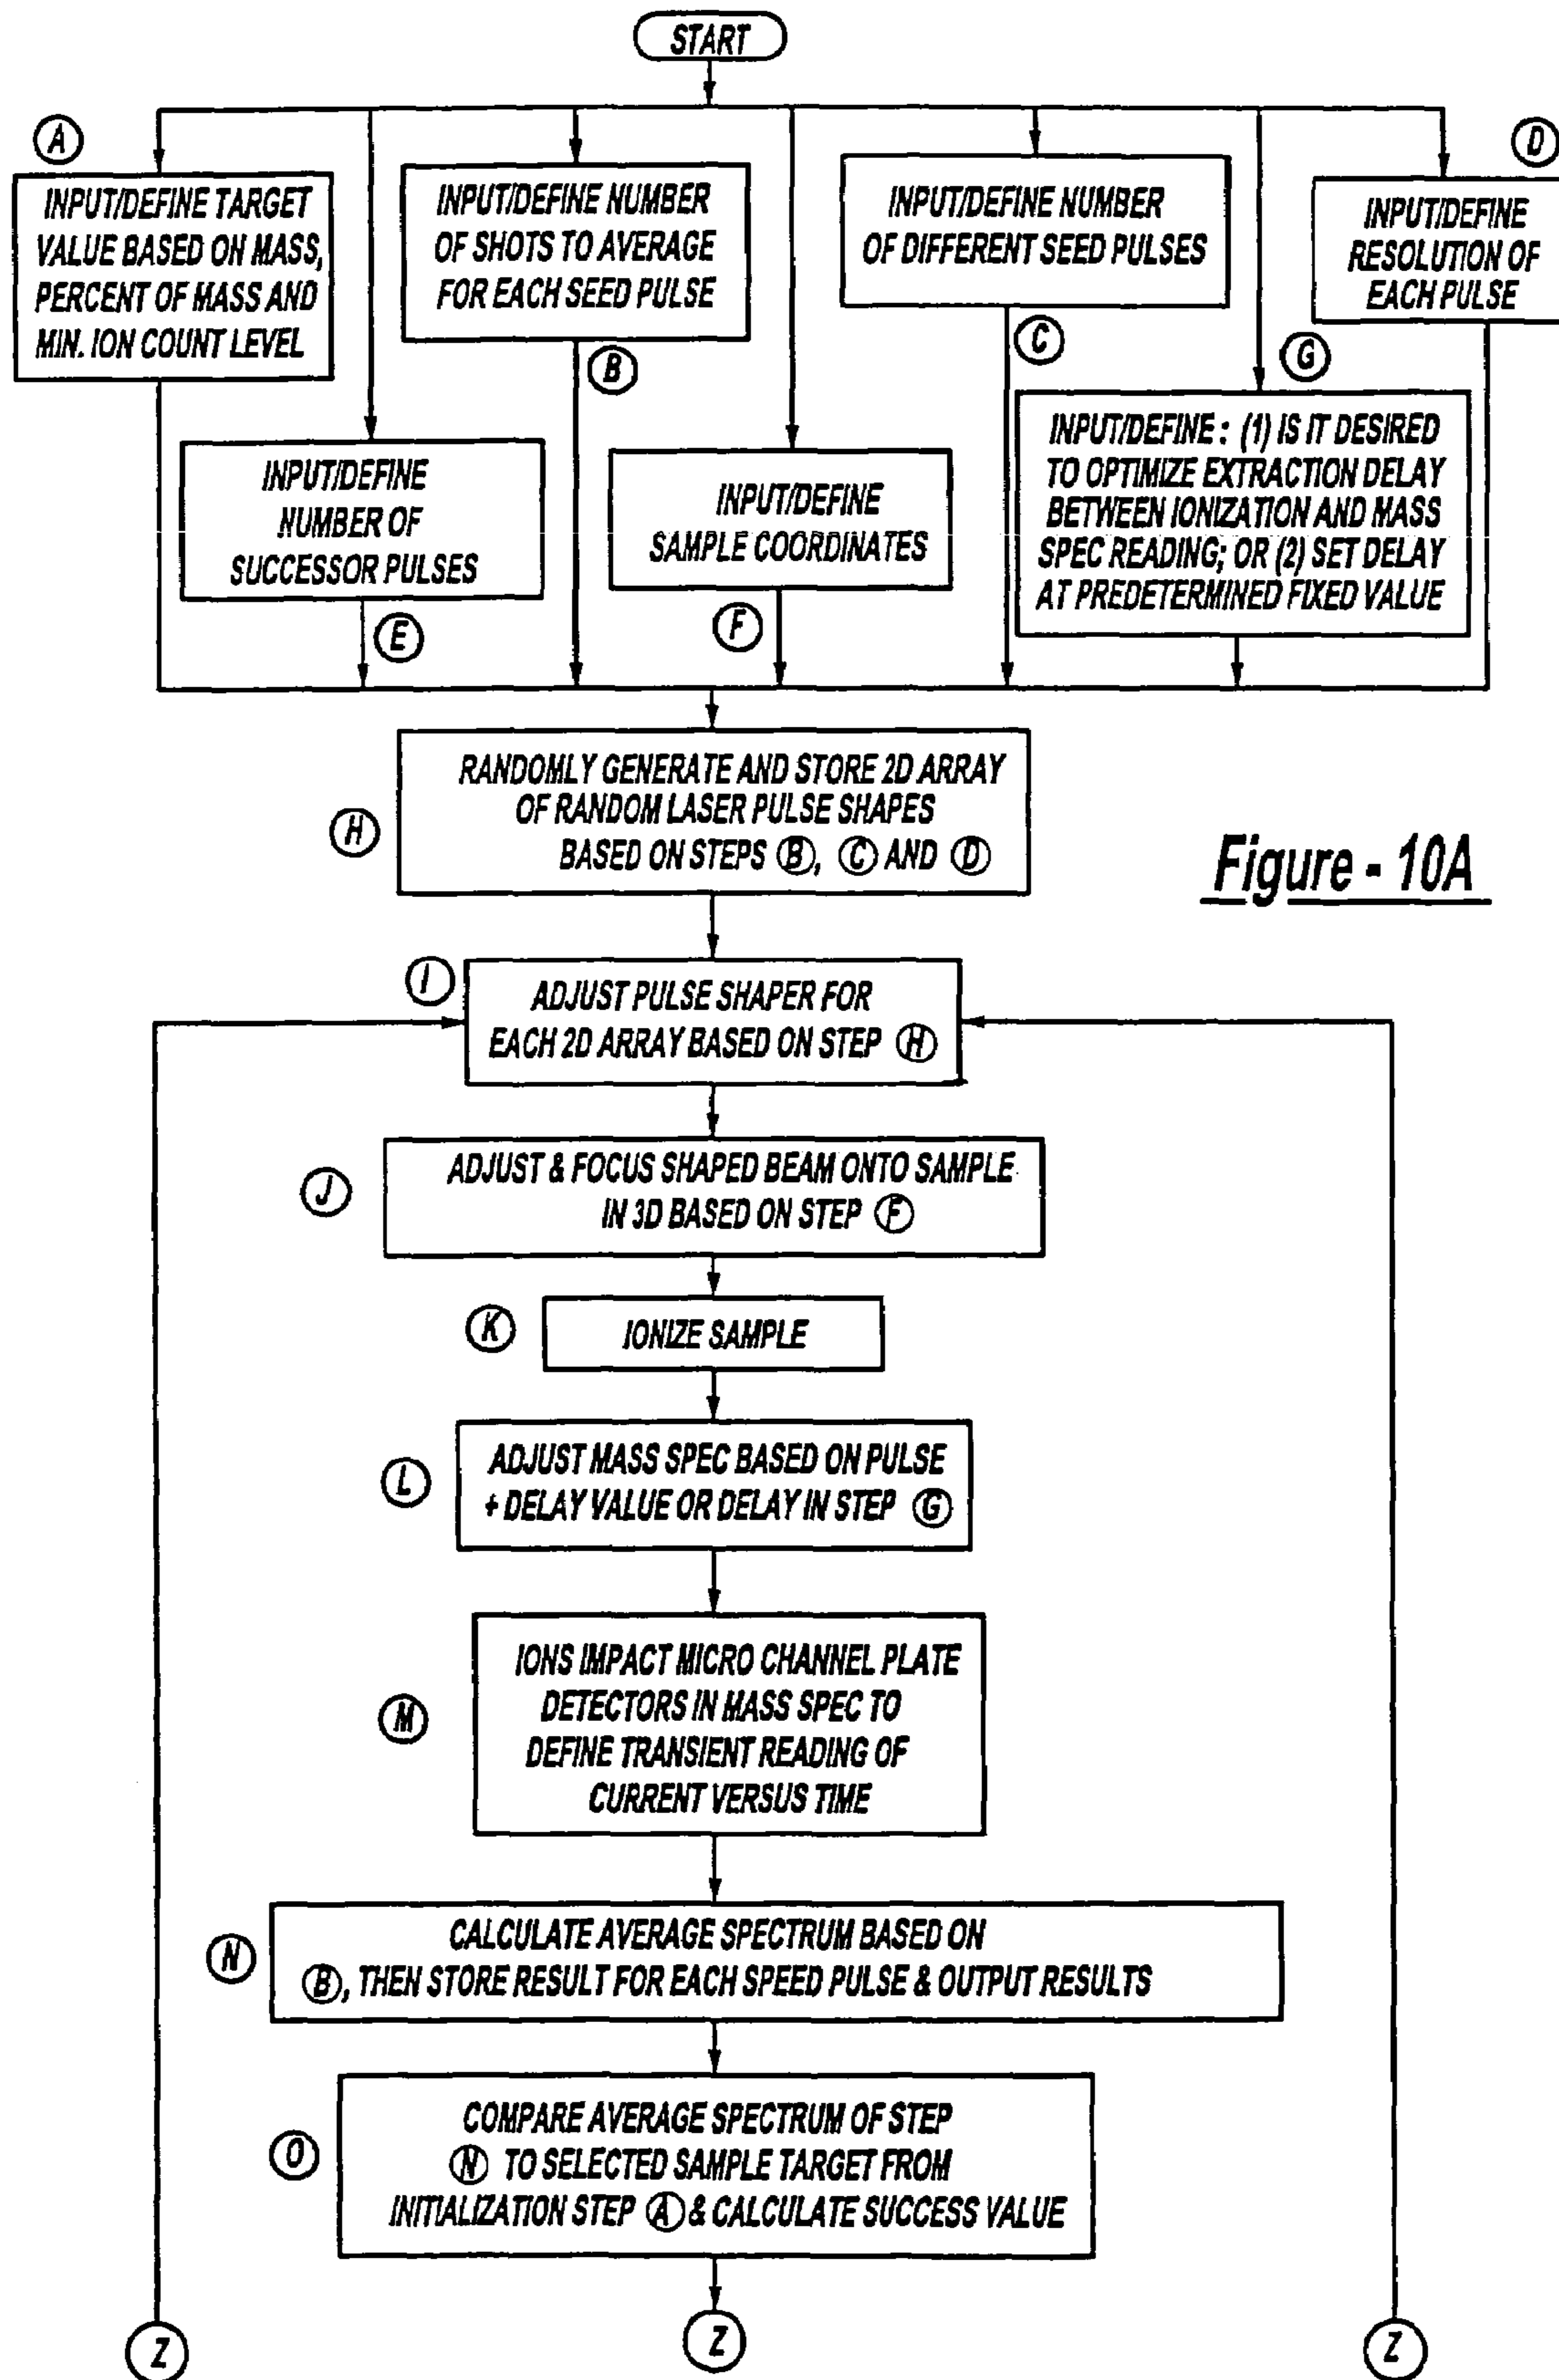 START
A
INPUT/DEFINE TARGET
VALUE BASED ON MASS,
PERCENT OF MASS AND
MIN. ION COUNT LEVEL
INPUT/DEFINE NUMBER
OF SHOTS TO AVERAGE
FOR EACH SEED PULSE
B
INPUT/DEFINE NUMBER
OF DIFFERENT SEED PULSES
C
D
INPUT/DEFINE
RESOLUTION OF
EACH PULSE
INPUT/DEFINE
NUMBER OF
SUCCESSOR PULSES
E
INPUT/DEFINE
SAMPLE COORDINATES
F
G
INPUT/DEFINE : (1) IS IT DESIRED
TO OPTIMIZE EXTRACTION DELAY
BETWEEN IONIZATION AND MASS
SPEC READING; OR (2) SET DELAY
AT PREDETERMINED FIXED VALUE
H
RANDOMLY GENERATE AND STORE 2D ARRAY
OF RANDOM LASER PULSE SHAPES
BASED ON STEPS B, C AND D
Figure - 10A
I
ADJUST PULSE SHAPER FOR
EACH 2D ARRAY BASED ON STEP H
J
ADJUST & FOCUS SHAPED BEAM ONTO SAMPLE
IN 3D BASED ON STEP F
K
IONIZE SAMPLE
L
ADJUST MASS SPEC BASED ON PULSE
+ DELAY VALUE OR DELAY IN STEP G
M
IONS IMPACT MICRO CHANNEL PLATE
DETECTORS IN MASS SPEC TO
DEFINE TRANSIENT READING OF
CURRENT VERSUS TIME
N
CALCULATE AVERAGE SPECTRUM BASED ON
B, THEN STORE RESULT FOR EACH SPEED PULSE & OUTPUT RESULTS
O
COMPARE AVERAGE SPECTRUM OF STEP
N TO SELECTED SAMPLE TARGET FROM
INITIALIZATION STEP A & CALCULATE SUCCESS VALUE
Z
Z
Z